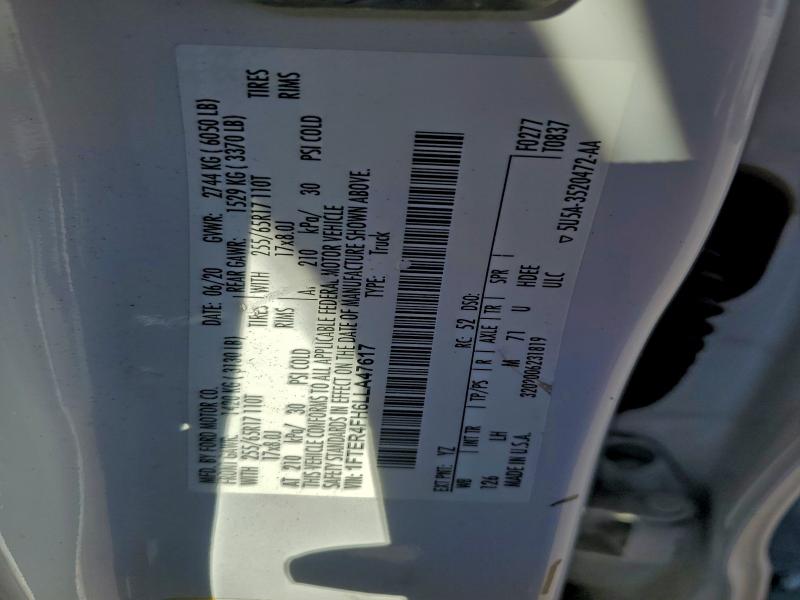 MFD. BY FORD MOTOR CO.
DATE: 06/20 GVWR: 2744 KG ( 6050 LB)
FRONT GAWR: 1420 KG ( 3130 LB) REAR GAWR: 1529 KG ( 3370 LB)
WITH 255/65R17 110T TIRES WITH 255/65R17 110T TIRES
17x8.0J RIMS 17x8.0J RIMS
AT 210 kPa/ 30 PSI COLD A 210 kPa/ 30 PSI COLD
THIS VEHICLE CONFORMS TO ALL APPLICABLE FEDERAL MOTOR VEHICLE
SAFETY STANDARDS IN EFFECT ON THE DATE OF MANUFACTURE SHOWN ABOVE.
VIN: 1FTER4FH6LLA47617 TYPE: Truck
F0277
T0837
EXT PNT: YZ RC: 52 DSO:
WB INT TR TP/PS R AXLE TR SPR
126 LH M 71 U HDEE ULC
MADE IN U.S.A. 5U5A-3520472-AA